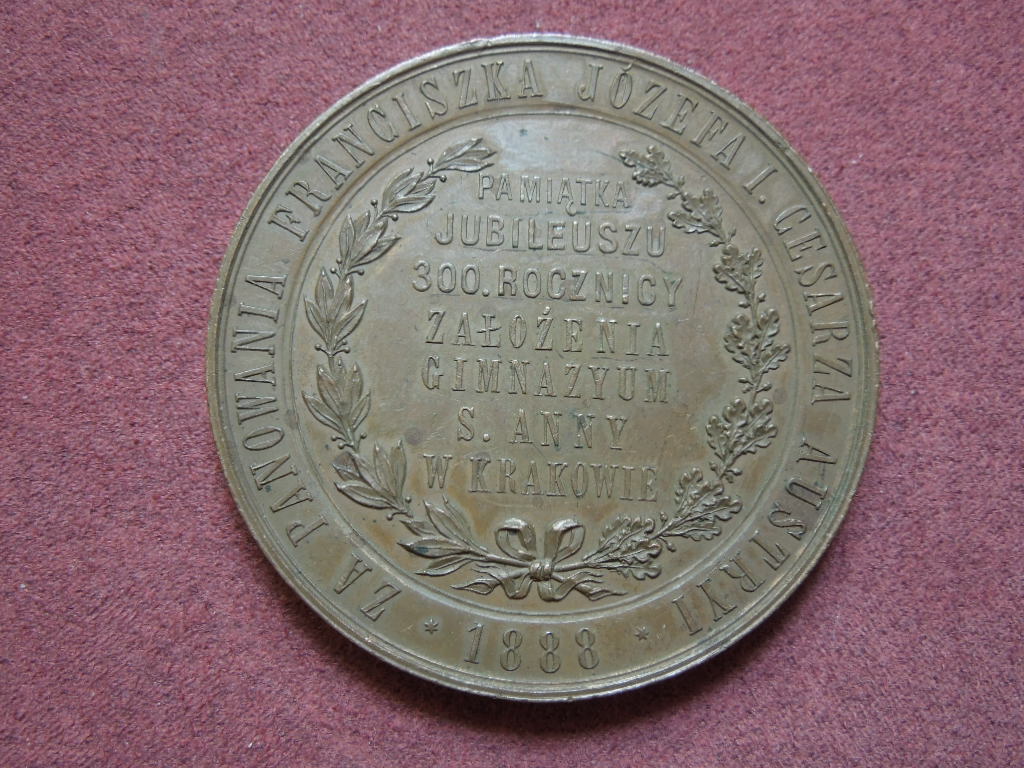 ZA PANOWANIA FRANCISZKA JÓZEFA I. CESARZA AUSTRYI
* 1888 *
PAMIĄTKA
JUBILEUSZU
300. ROCZNICY
ZAŁOŻENIA
GIMNAZYUM
S. ANNY
W KRAKOWIE